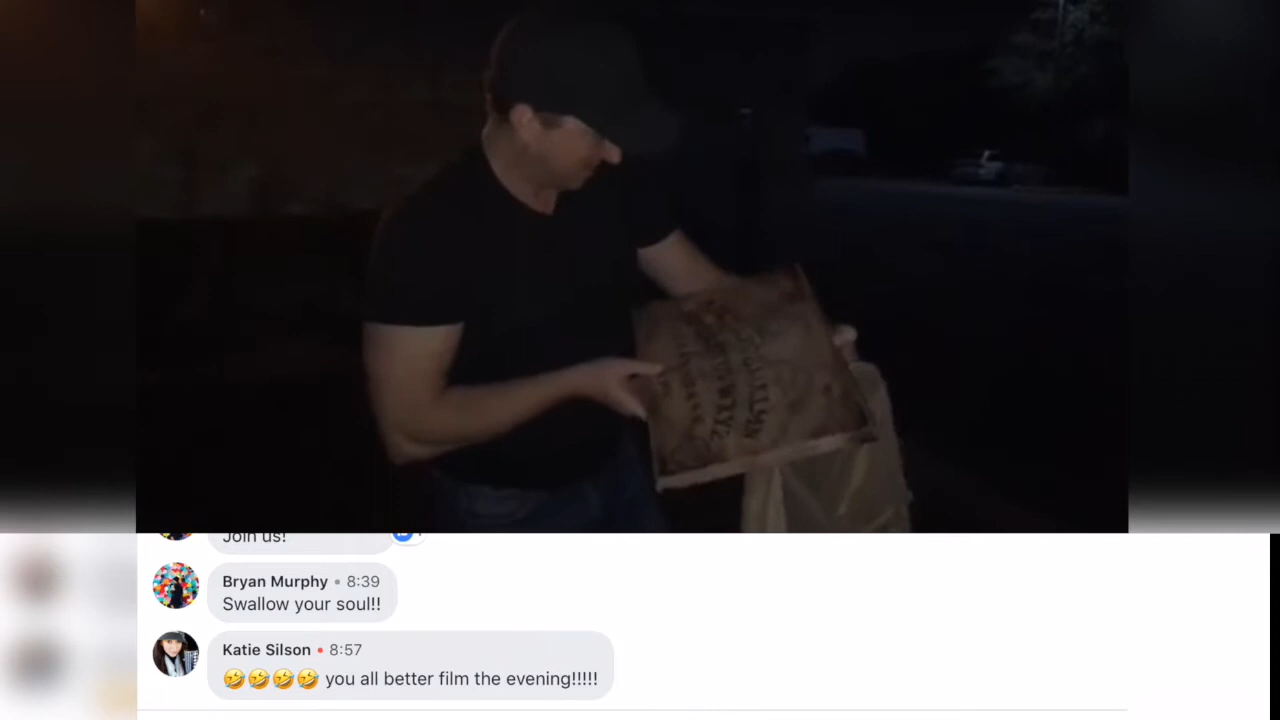 Join us!
Bryan Murphy • 8:39
Swallow your soul!!
Katie Silson • 8:57
🤣🤣🤣🤣 you all better film the evening!!!!!